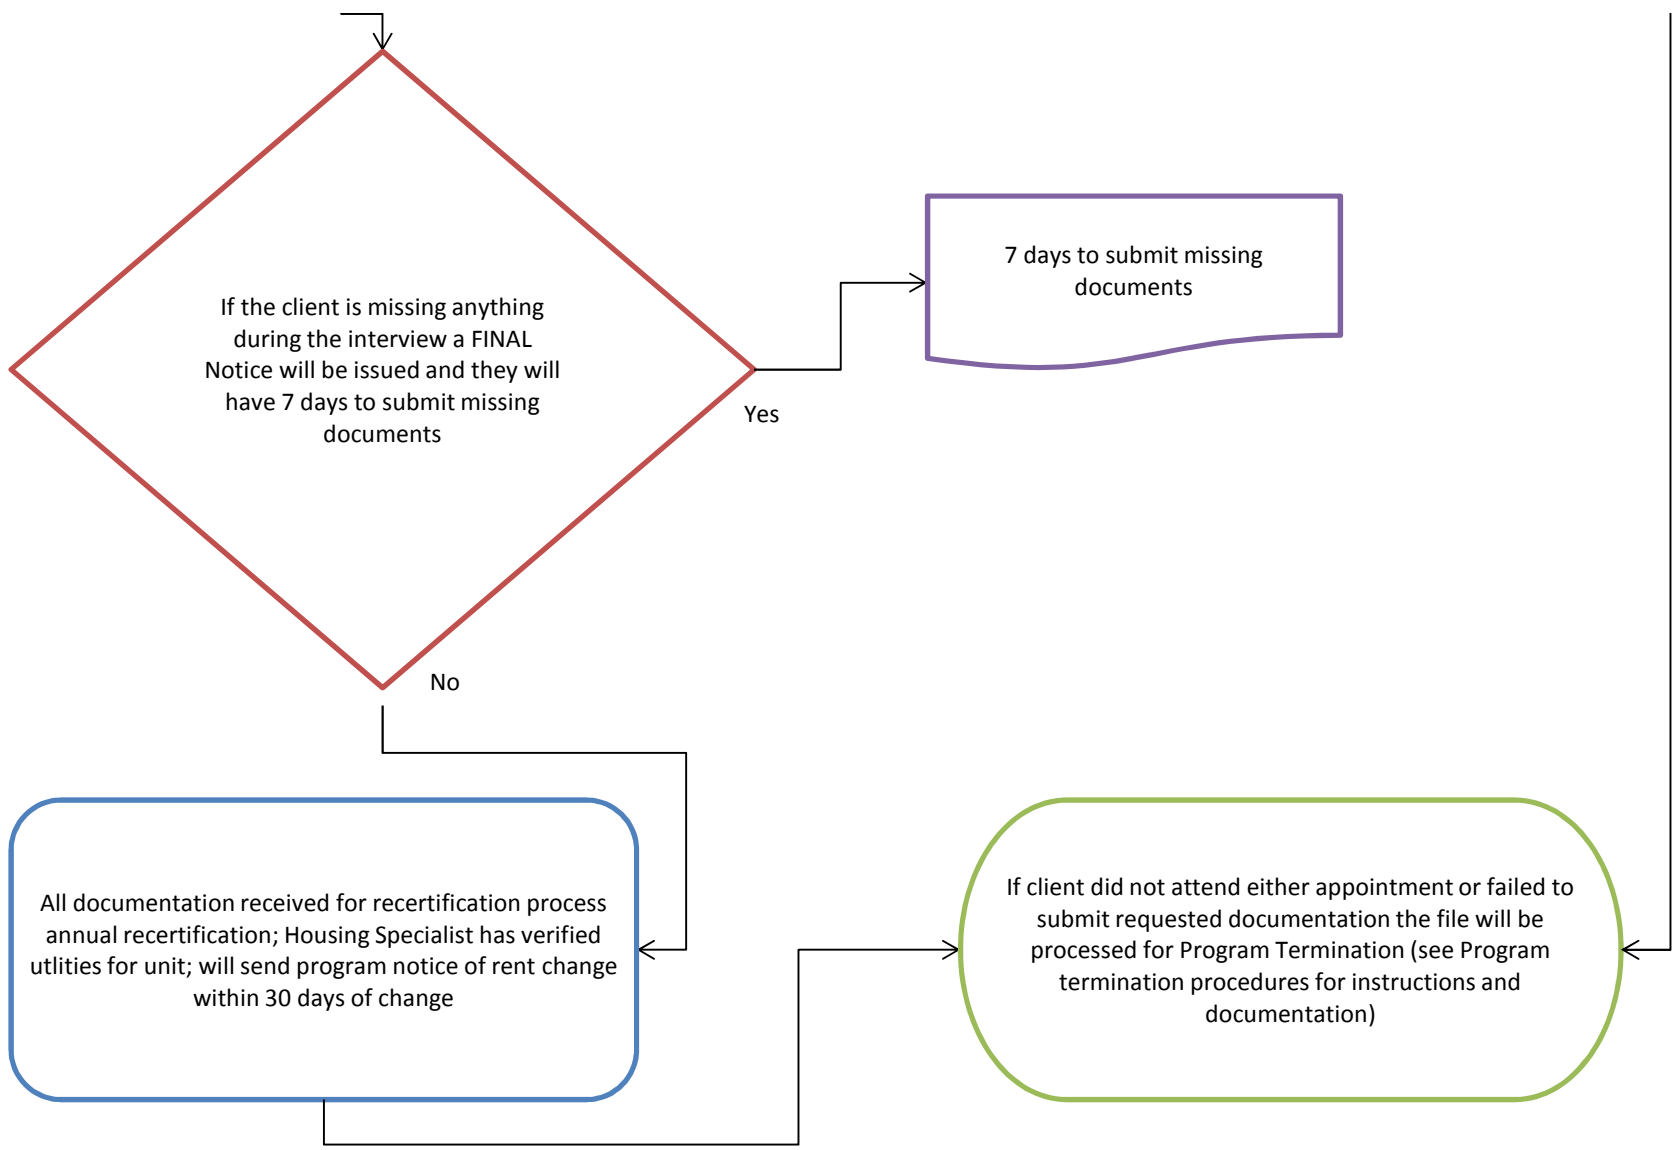 If the client is missing anything
during the interview a FINAL
Notice will be issued and they will
have 7 days to submit missing
documents
7 days to submit missing
documents
Yes
No
All documentation received for recertification process
annual recertification; Housing Specialist has verified
utlities for unit; will send program notice of rent change
within 30 days of change
If client did not attend either appointment or failed to
submit requested documentation the file will be
processed for Program Termination (see Program
termination procedures for instructions and
documentation)